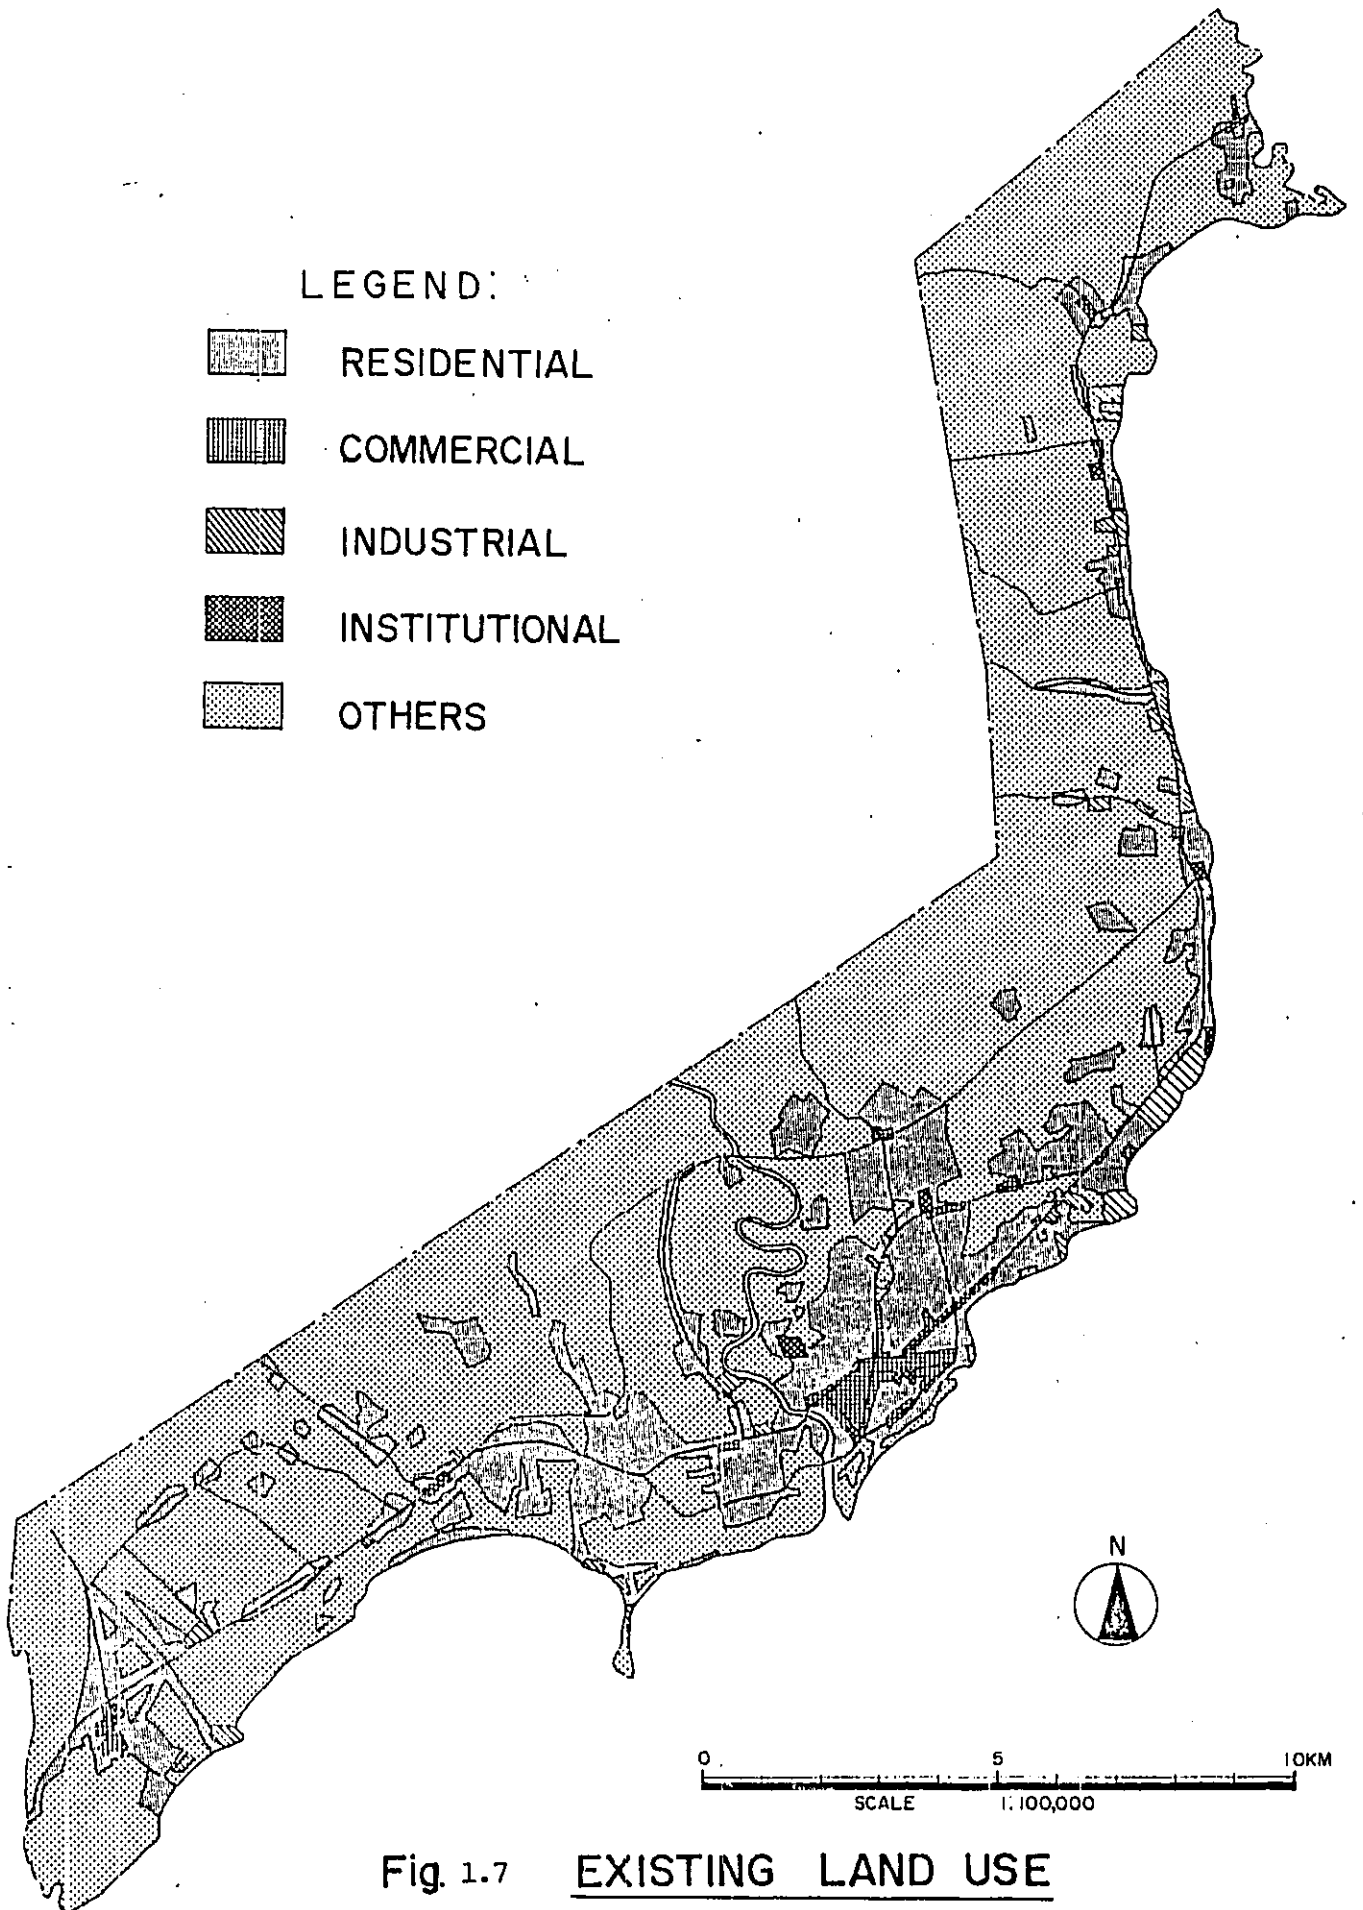 LEGEND:
RESIDENTIAL
COMMERCIAL
INDUSTRIAL
INSTITUTIONAL
OTHERS
N
0 5 10KM
SCALE 1:100,000
Fig. 1.7 EXISTING LAND USE